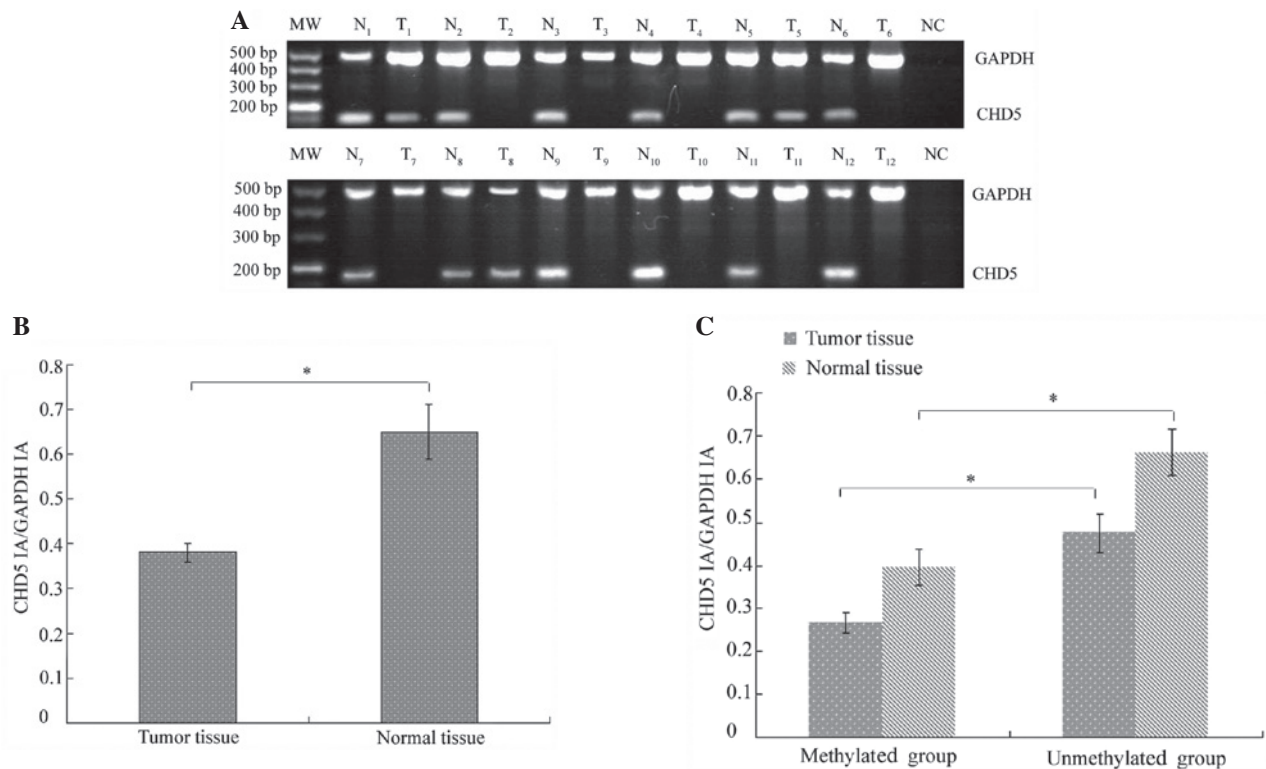 A
MW N₁ T₁ N₂ T₂ N₃ T₃ N₄ T₄ N₅ T₅ N₆ T₆ NC
500 bp
400 bp
300 bp
200 bp
GAPDH
CHD5
MW N₇ T₇ N₈ T₈ N₉ T₉ N₁₀ T₁₀ N₁₁ T₁₁ N₁₂ T₁₂ NC
500 bp
400 bp
300 bp
200 bp
GAPDH
CHD5
B
CHD5 IA/GAPDH IA
0.8
0.7
0.6
0.5
0.4
0.3
0.2
0.1
0
*
Tumor tissue Normal tissue
C
Tumor tissue
Normal tissue
CHD5 IA/GAPDH IA
0.8
0.7
0.6
0.5
0.4
0.3
0.2
0.1
0
*
*
Methylated group Unmethylated group